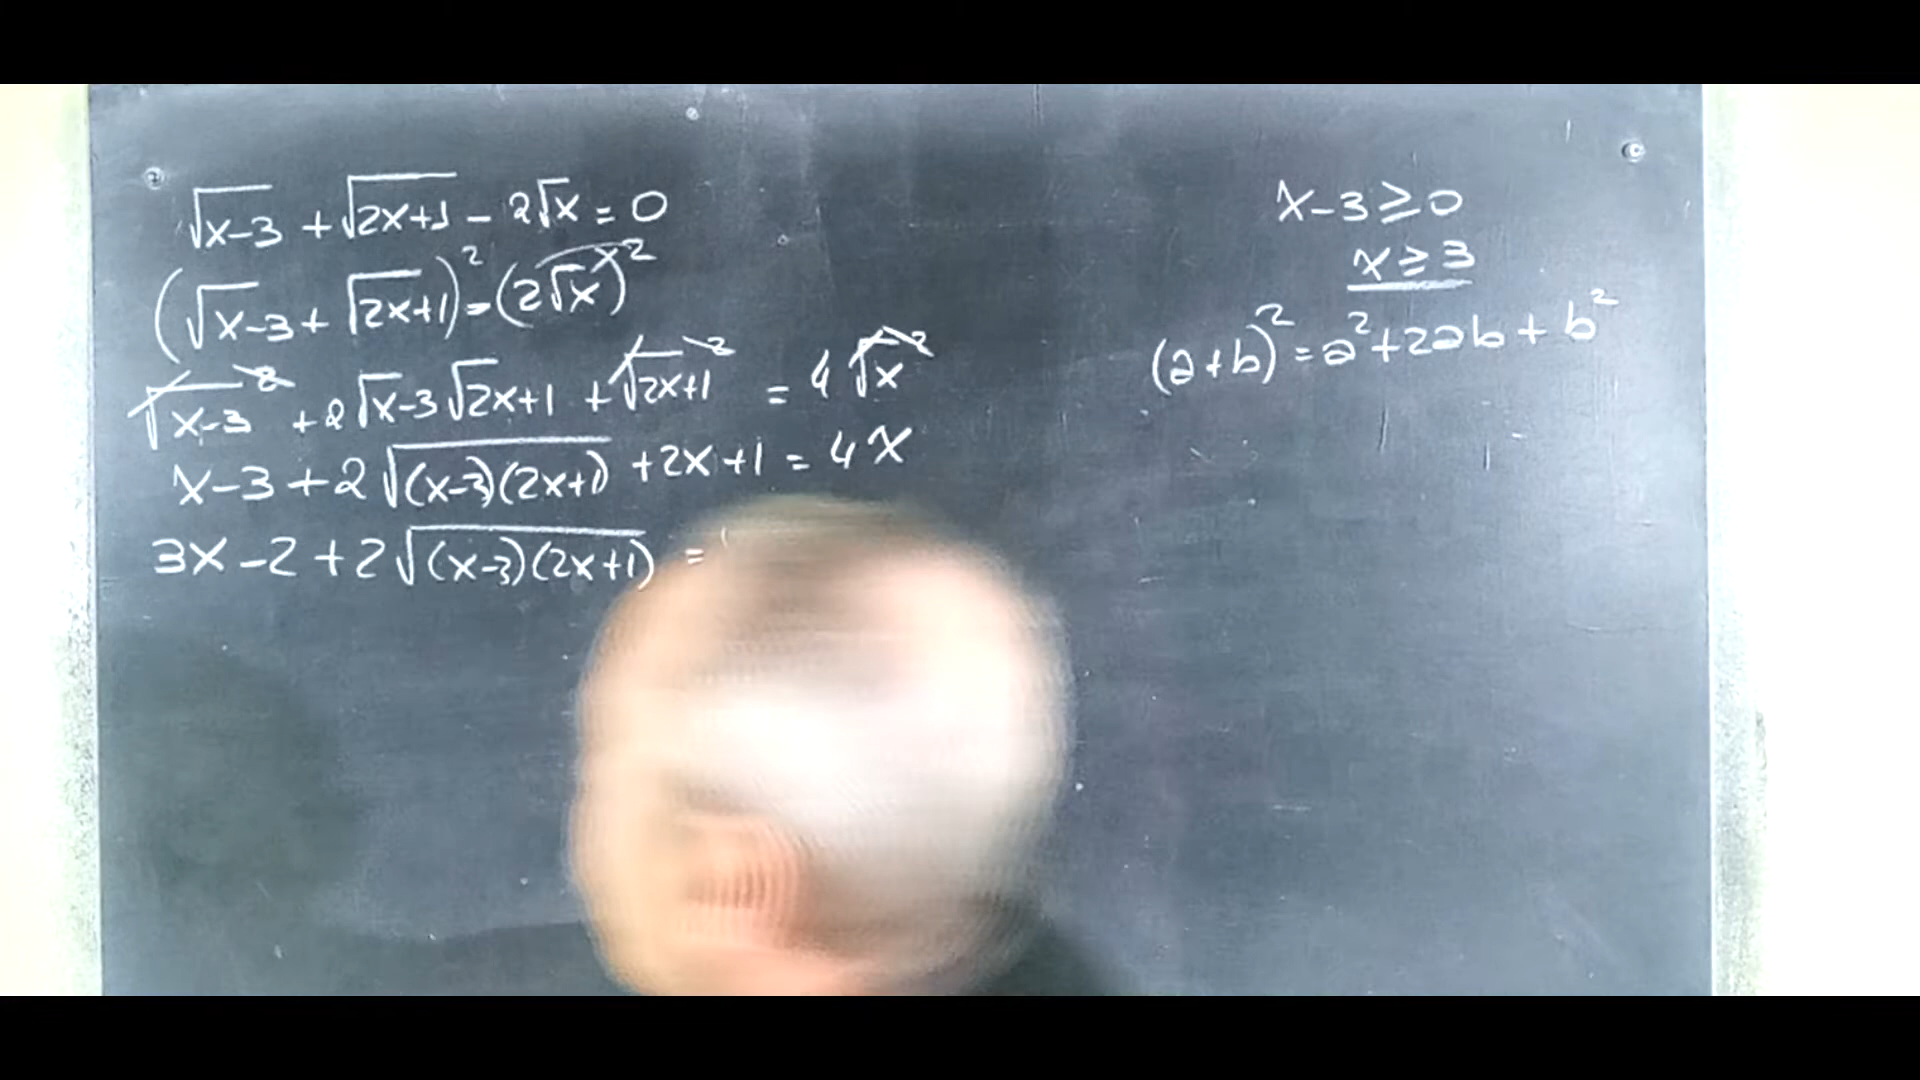 √x-3 + √2x+1 - 2√x = 0
(√x-3 + √2x+1)² = (2√x)²
√x-3² + 2√x-3 √2x+1 + √2x+1² = 4√x²
x-3+2√(x-3)(2x+1) +2x+1 = 4x
3x-2+2√(x-3)(2x+1) =
x-3≥0
x≥3
(a+b)² = a²+2ab+b²